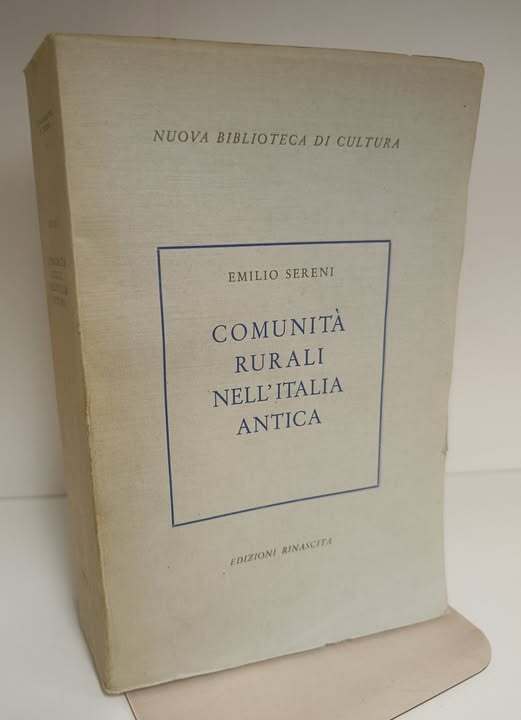 NUOVA BIBLIOTECA DI CULTURA
EMILIO SERENI
COMUNITÀ
RURALI
NELL'ITALIA
ANTICA
EDIZIONI RINASCITA